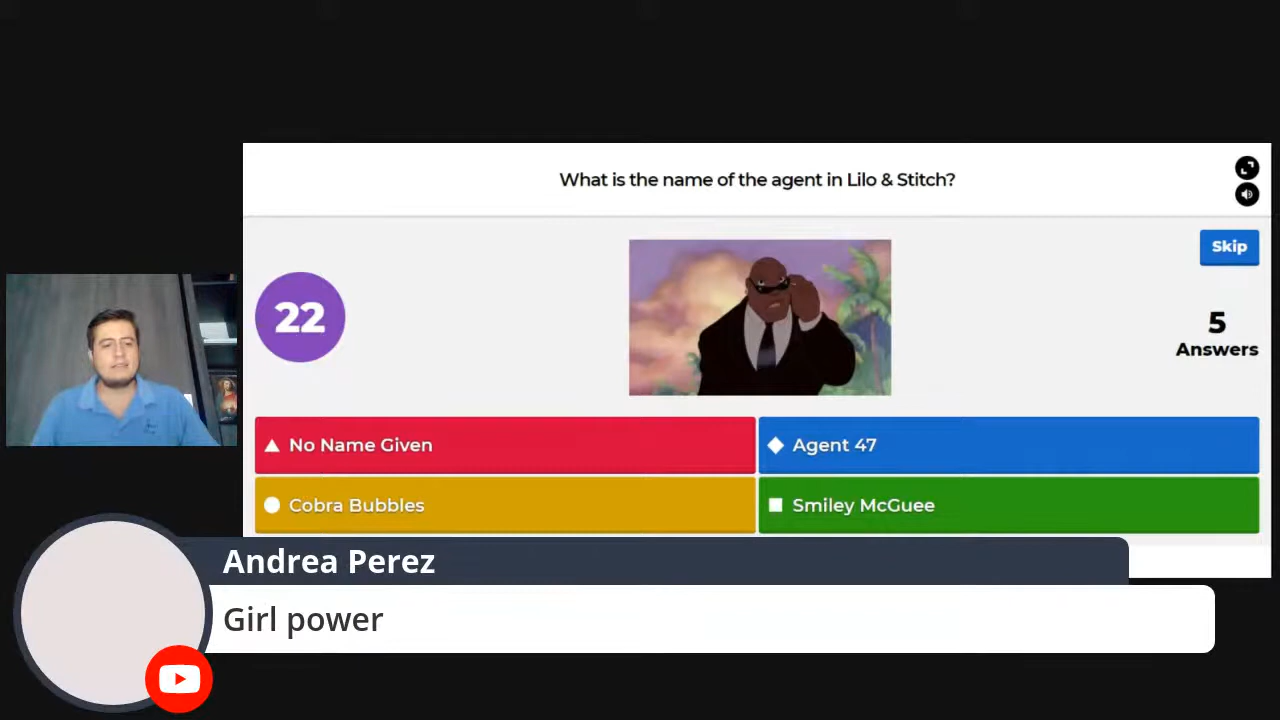 What is the name of the agent in Lilo & Stitch?
Skip
22
5
Answers
No Name Given
Agent 47
Cobra Bubbles
Smiley McGuee
Andrea Perez
Girl power